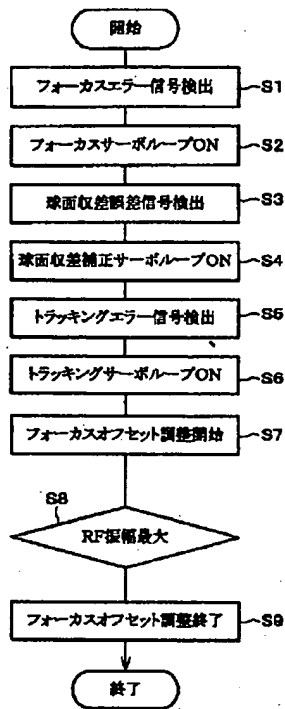 開始
フォーカスエラー信号検出 S1
フォーカスサーボループON S2
球面収差誤差信号検出 S3
球面収差補正サーボループON S4
トラッキングエラー信号検出 S5
トラッキングサーボループON S6
フォーカスオフセット調整開始 S7
S8
RF振幅最大
フォーカスオフセット調整終了 S9
終了